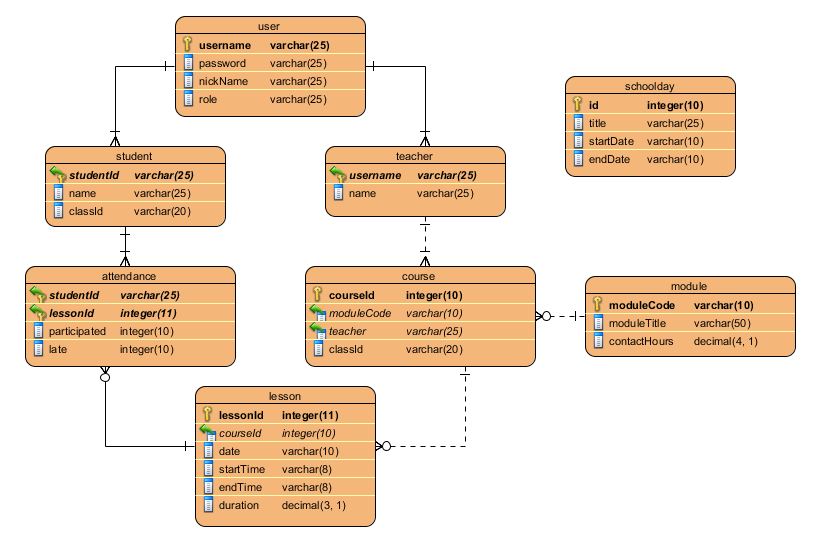 user
username varchar(25)
password varchar(25)
nickName varchar(25)
role varchar(25)
schoolday
id integer(10)
title varchar(25)
startDate varchar(10)
endDate varchar(10)
student
studentId varchar(25)
name varchar(25)
classId varchar(20)
teacher
username varchar(25)
name varchar(25)
attendance
studentId varchar(25)
lessonId integer(11)
participated integer(10)
late integer(10)
course
courseId integer(10)
moduleCode varchar(10)
teacher varchar(25)
classId varchar(20)
module
moduleCode varchar(10)
moduleTitle varchar(50)
contactHours decimal(4, 1)
lesson
lessonId integer(11)
courseId integer(10)
date varchar(10)
startTime varchar(8)
endTime varchar(8)
duration decimal(3, 1)